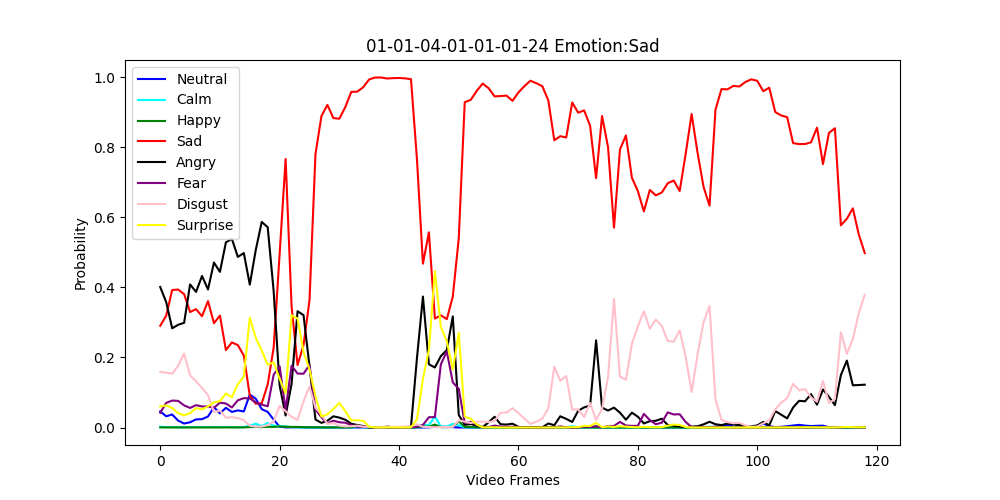 01-01-04-01-01-01-24 Emotion:Sad
1.0
0.8
0.6
0.4
0.2
0.0
Probability
Neutral
Calm
Happy
Sad
Angry
Fear
Disgust
Surprise
0 20 40 60 80 100 120
Video Frames